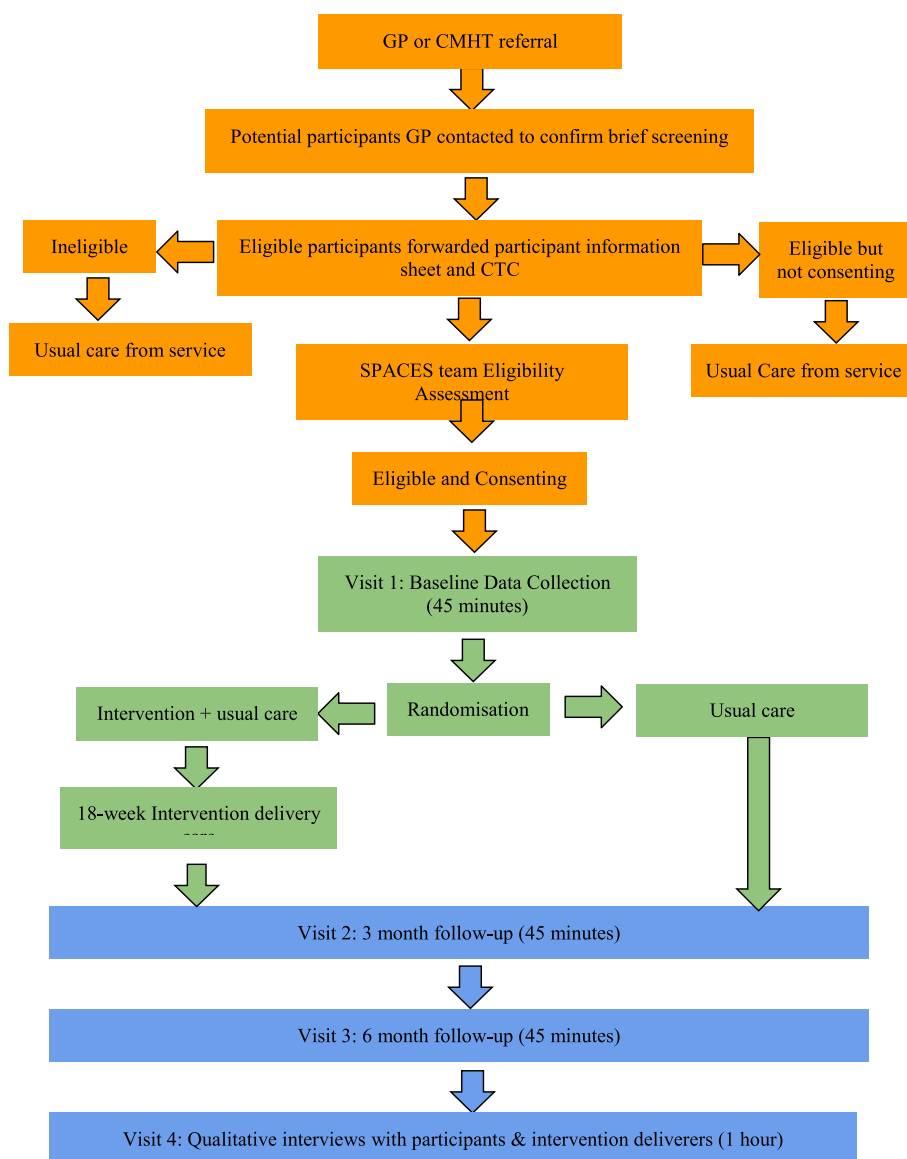 GP or CMHT referral
Potential participants GP contacted to confirm brief screening
Ineligible
Eligible participants forwarded participant information
sheet and CTC
Eligible but
not consenting
Usual care from service
Usual Care from service
SPACES team Eligibility
Assessment
Eligible and Consenting
Visit 1: Baseline Data Collection
(45 minutes)
Intervention + usual care
Randomisation
Usual care
18-week Intervention delivery
Visit 2: 3 month follow-up (45 minutes)
Visit 3: 6 month follow-up (45 minutes)
Visit 4: Qualitative interviews with participants & intervention deliverers (1 hour)